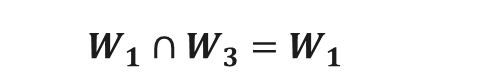 W₁ ∩ W₃ = W₁